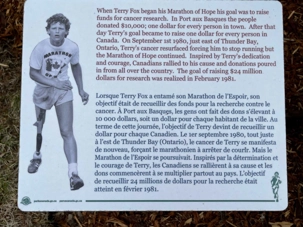 When Terry Fox began his Marathon of Hope his goal was to raise
funds for cancer research. In Port aux Basques the people
donated $10,000; one dollar for every person in town. After that
day Terry's goal became to raise one dollar for every person in
Canada. On September 1st 1980, just east of Thunder Bay,
Ontario, Terry's cancer resurfaced forcing him to stop running but
the Marathon of Hope continued. Inspired by Terry's dedication
and courage, Canadians rallied to his cause and donations poured
in from all over the country. The goal of raising $24 million
dollars for research was realized in February 1981.
Lorsque Terry Fox a entamé son Marathon de l'Espoir, son
objectif était de recueillir des fonds pour la recherche contre le
cancer. À Port aux Basques, les gens ont fait des dons s'élevant à
10 000 dollars, soit un dollar pour chaque habitant de la ville. Au
terme de cette journée, l'objectif de Terry devint de recueillir un
dollar pour chaque Canadien. Le 1er septembre 1980, tout juste
à l'est de Thunder Bay (Ontario), le cancer de Terry se manifesta
de nouveau, forçant le marathonien à arrêter de courir. Mais le
Marathon de l'Espoir se poursuivait. Inspirés par la détermination et
le courage de Terry, les Canadiens se rallièrent à sa cause et les
dons commencèrent à se multiplier partout au pays. L'objectif
de recueillir 24 millions de dollars pour la recherche était
atteint en février 1981.